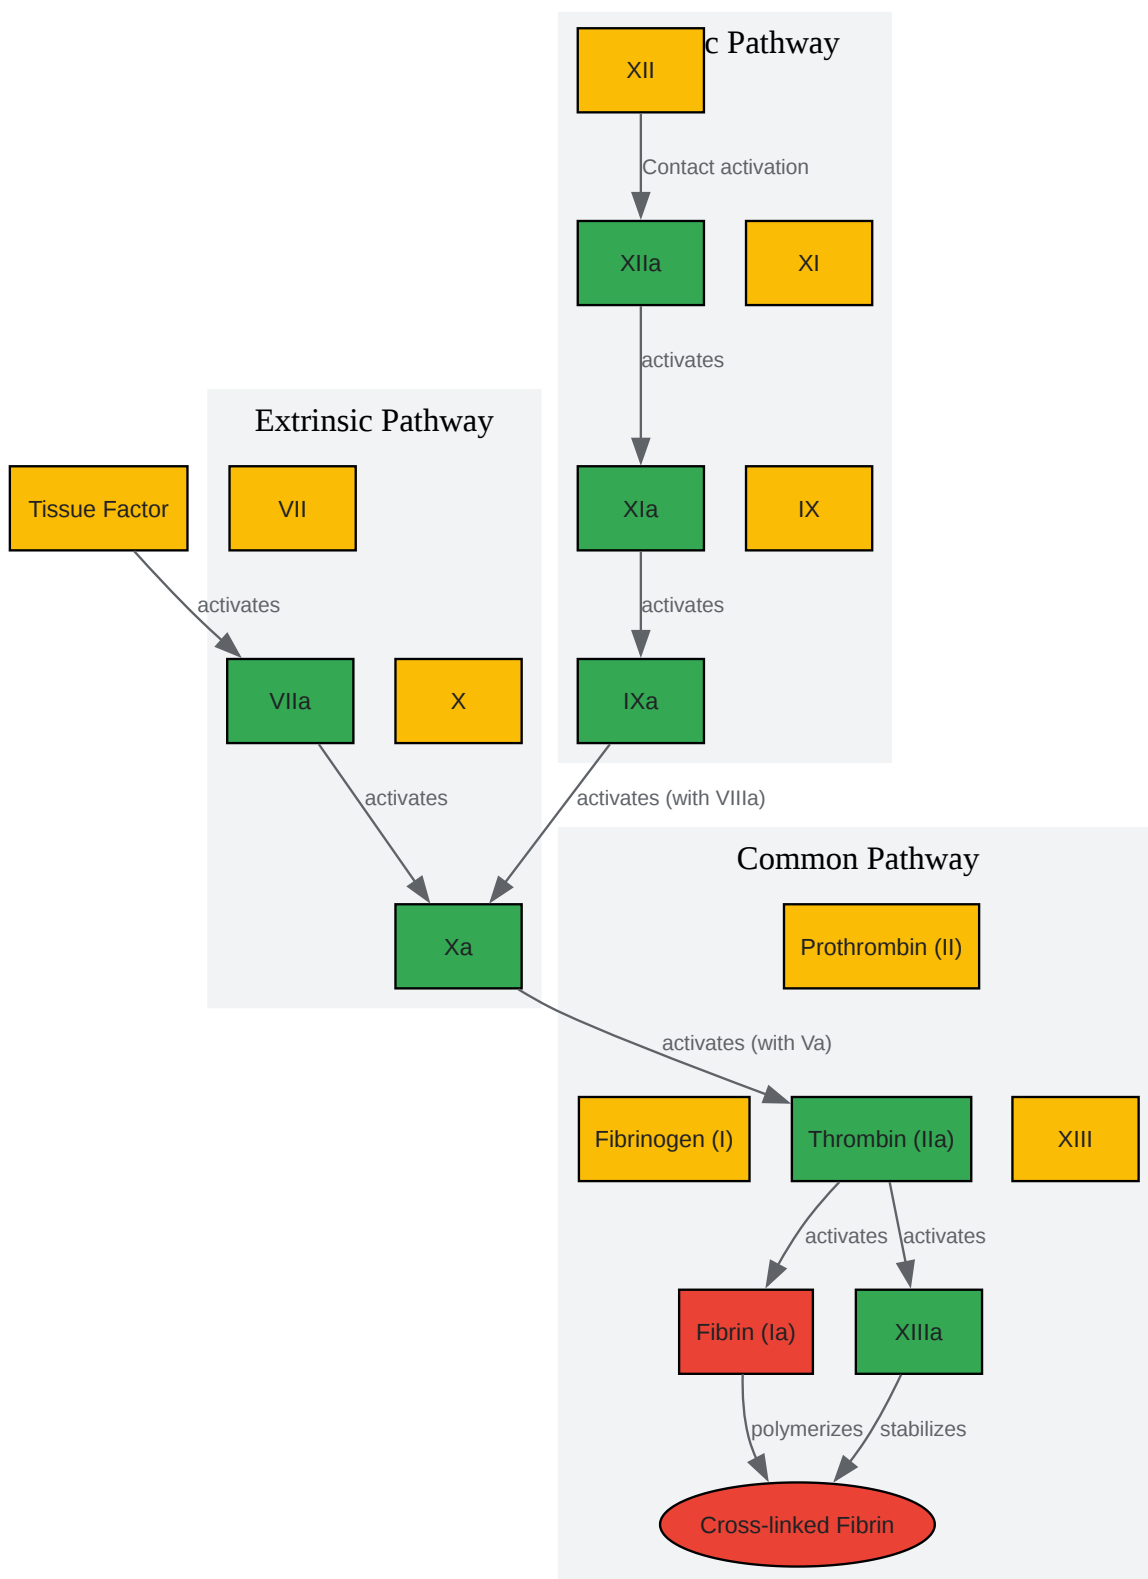 c Pathway
XII
Contact activation
XIIa
XI
activates
Extrinsic Pathway
Tissue Factor
VII
XIa
IX
activates
activates
VIIa
X
IXa
activates
activates (with VIIIa)
Common Pathway
Xa
Prothrombin (II)
activates (with Va)
Fibrinogen (I)
Thrombin (IIa)
XIII
activates
activates
Fibrin (Ia)
XIIIa
polymerizes
stabilizes
Cross-linked Fibrin